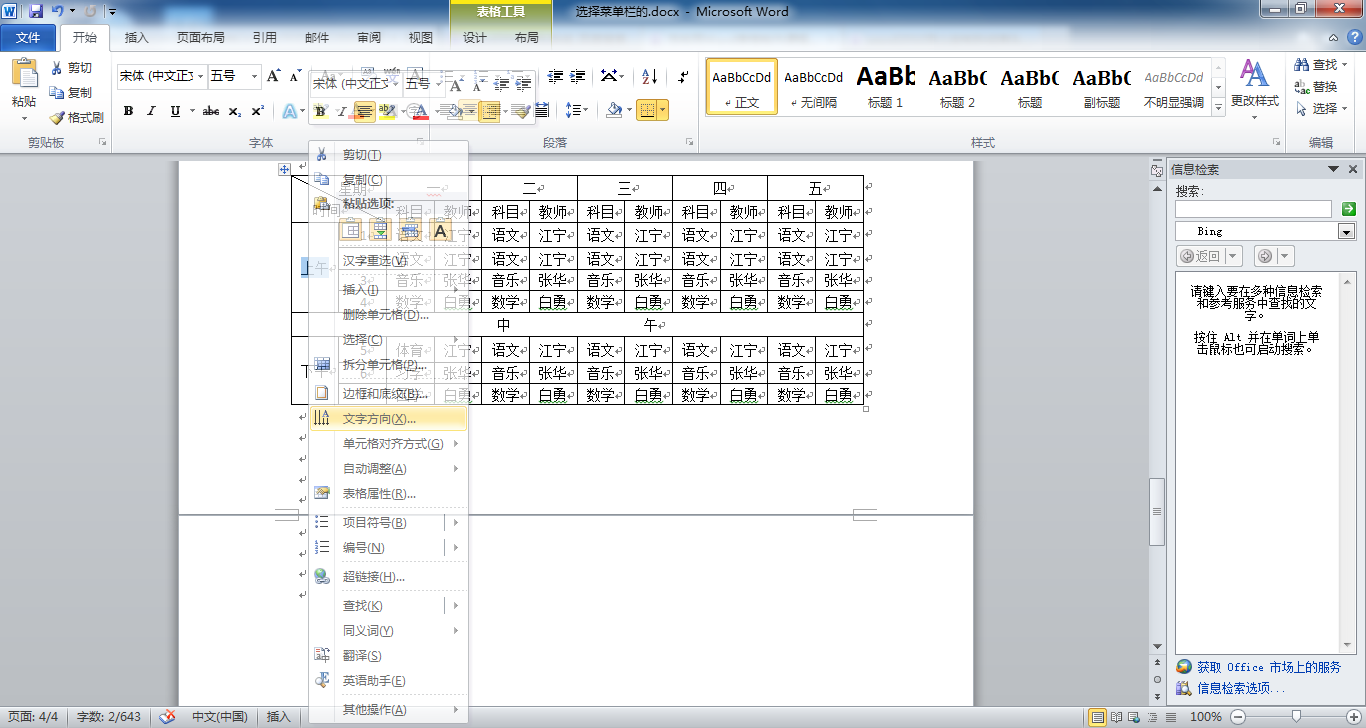 表格工具
选择菜单栏的.docx - Microsoft Word
文件 开始 插入 页面布局 引用 邮件 审阅 视图 设计 布局
粘贴 剪切 复制 格式刷
宋体 (中文正文 五号
宋体 (中文正文 五号
B I U abc x₂ x² A
AaBbCcDd AaBbCcDd AaBb AaBbC AaBbC AaBbC AaBbCcDd
正文 无间隔 标题 1 标题 2 标题 副标题 不明显强调
更改样式
查找
替换
选择
剪贴板 字体 段落 样式 编辑
星期 一 二 三 四 五
时间 科目 教师 科目 教师 科目 教师 科目 教师 科目 教师
上午 语文 江宁 语文 江宁 语文 江宁 语文 江宁 语文 江宁
语文 江宁 语文 江宁 语文 江宁 语文 江宁 语文 江宁
3 音乐 张华 音乐 张华 音乐 张华 音乐 张华 音乐 张华
4 数学 白勇 数学 白勇 数学 白勇 数学 白勇 数学 白勇
中 午
5 体育 江宁 语文 江宁 语文 江宁 语文 江宁 语文 江宁
6 张华 音乐 张华 音乐 张华 音乐 张华 音乐 张华
白勇 数学 白勇 数学 白勇 数学 白勇 数学 白勇
剪切(T)
复制(C)
粘贴选项:
A
汉字重选(V)
插入(I)
删除单元格(D)...
选择(C)
拆分单元格(P)...
边框和底纹(B)...
文字方向(X)...
单元格对齐方式(G)
自动调整(A)
表格属性(R)...
项目符号(B)
编号(N)
超链接(H)...
查找(K)
同义词(Y)
翻译(S)
英语助手(E)
其他操作(A)
信息检索
搜索:
Bing
返回
请键入要在多种信息检索
和参考服务中查找的文
字。
按住 Alt 并在单词上单
击鼠标也可启动搜索。
获取 Office 市场上的服务
信息检索选项...
页面: 4/4 字数: 2/643 中文(中国) 插入 100%